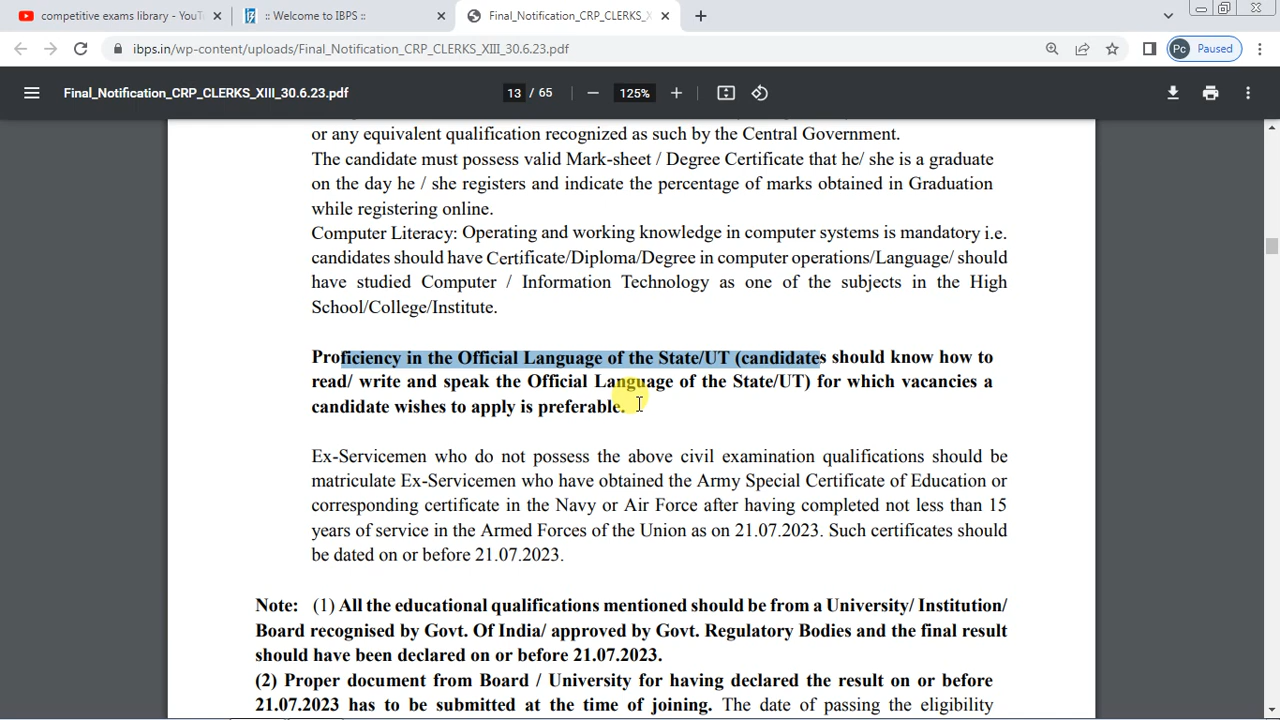 competitive exams library - YouT
:: Welcome to IBPS ::
Final_Notification_CRP_CLERKS_X
ibps.in/wp-content/uploads/Final_Notification_CRP_CLERKS_XIII_30.6.23.pdf
Pc Paused
Final_Notification_CRP_CLERKS_XIII_30.6.23.pdf
13 / 65
125%
or any equivalent qualification recognized as such by the Central Government.
The candidate must possess valid Mark-sheet / Degree Certificate that he/ she is a graduate
on the day he / she registers and indicate the percentage of marks obtained in Graduation
while registering online.
Computer Literacy: Operating and working knowledge in computer systems is mandatory i.e.
candidates should have Certificate/Diploma/Degree in computer operations/Language/ should
have studied Computer / Information Technology as one of the subjects in the High
School/College/Institute.
Proficiency in the Official Language of the State/UT (candidates should know how to
read/ write and speak the Official Language of the State/UT) for which vacancies a
candidate wishes to apply is preferable.
Ex-Servicemen who do not possess the above civil examination qualifications should be
matriculate Ex-Servicemen who have obtained the Army Special Certificate of Education or
corresponding certificate in the Navy or Air Force after having completed not less than 15
years of service in the Armed Forces of the Union as on 21.07.2023. Such certificates should
be dated on or before 21.07.2023.
Note: (1) All the educational qualifications mentioned should be from a University/ Institution/
Board recognised by Govt. Of India/ approved by Govt. Regulatory Bodies and the final result
should have been declared on or before 21.07.2023.
(2) Proper document from Board / University for having declared the result on or before
21.07.2023 has to be submitted at the time of joining. The date of passing the eligibility